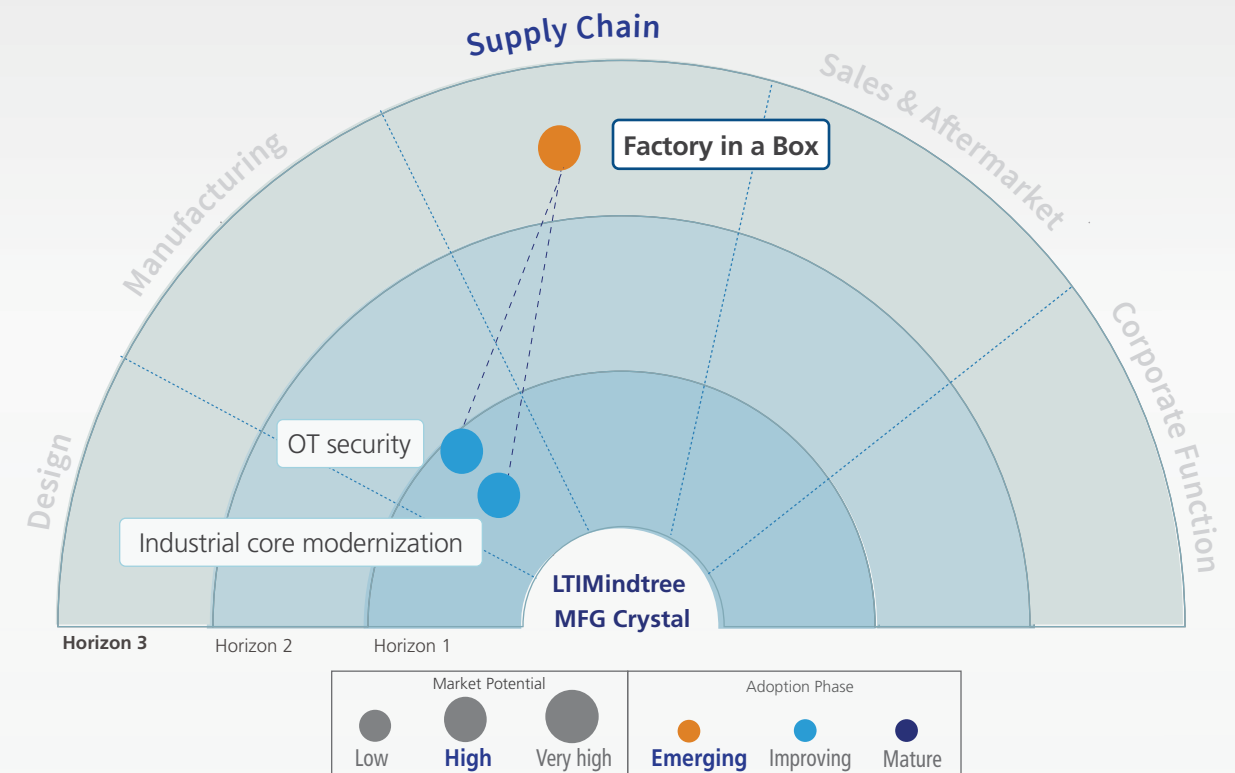 Supply Chain
Sales & Aftermarket
Manufacturing
Factory in a Box
Corporate Function
Design
OT security
Industrial core modernization
LTIMindtree
MFG Crystal
Horizon 3
Horizon 2
Horizon 1
Market Potential
Low
High
Very high
Adoption Phase
Emerging
Improving
Mature